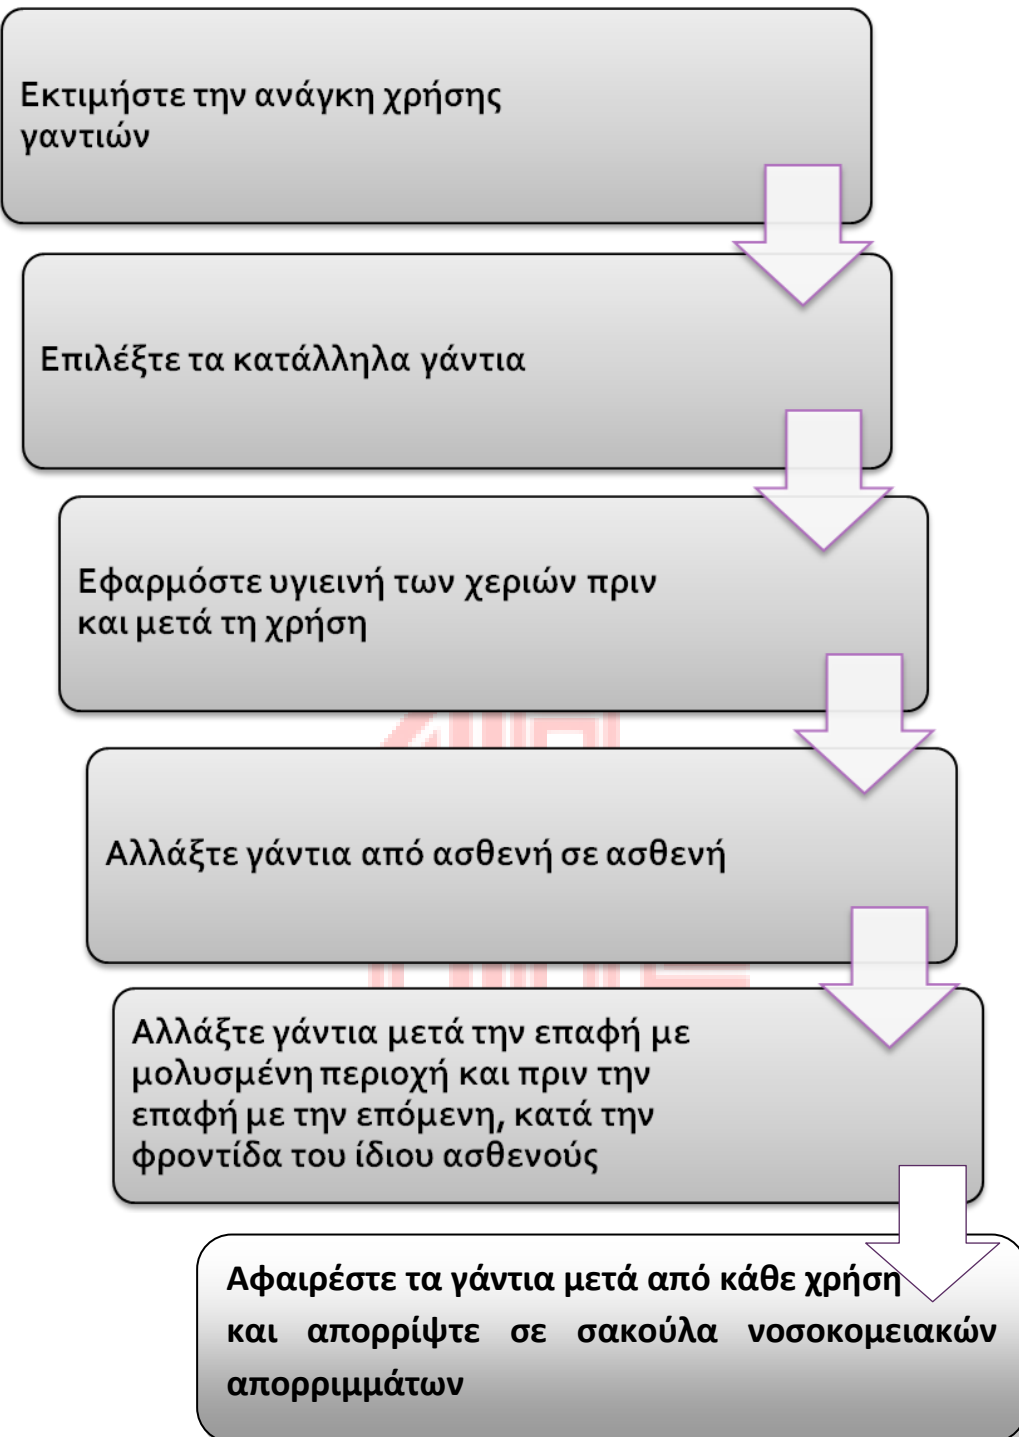 Εκτιμήστε την ανάγκη χρήσης
γαντιών
Επιλέξτε τα κατάλληλα γάντια
Εφαρμόστε υγιεινή των χεριών πριν
και μετά τη χρήση
Αλλάξτε γάντια από ασθενή σε ασθενή
Αλλάξτε γάντια μετά την επαφή με
μολυσμένη περιοχή και πριν την
επαφή με την επόμενη, κατά την
φροντίδα του ίδιου ασθενούς
Αφαιρέστε τα γάντια μετά από κάθε χρήση
και απορρίψτε σε σακούλα νοσοκομειακών
απορριμμάτων